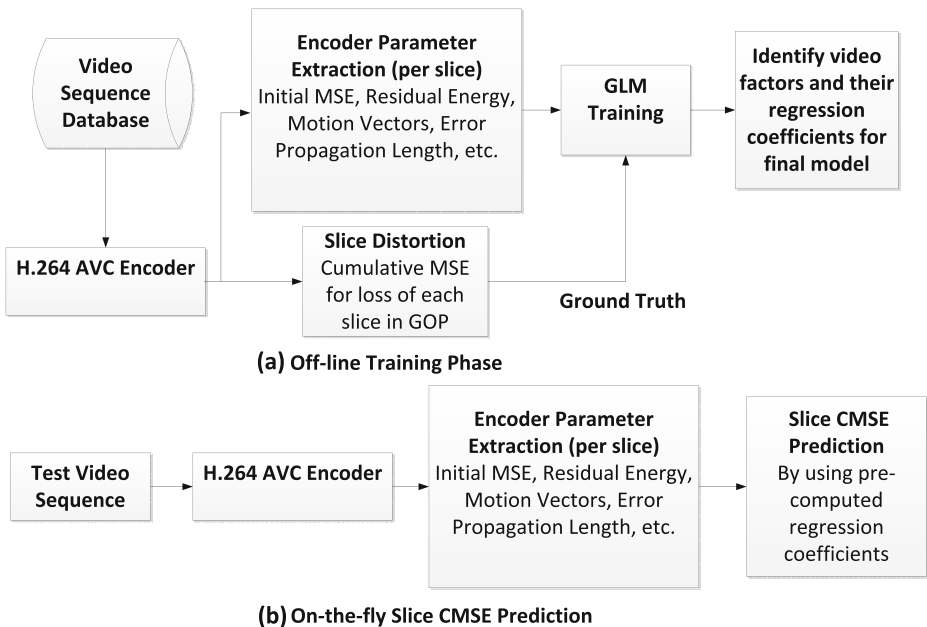 Video
Sequence
Database
H.264 AVC Encoder
Encoder Parameter
Extraction (per slice)
Initial MSE, Residual Energy,
Motion Vectors, Error
Propagation Length, etc.
Slice Distortion
Cumulative MSE
for loss of each
slice in GOP
GLM
Training
Ground Truth
Identify video
factors and their
regression
coefficients for
final model
(a) Off-line Training Phase
Test Video
Sequence
H.264 AVC Encoder
Encoder Parameter
Extraction (per slice)
Initial MSE, Residual Energy,
Motion Vectors, Error
Propagation Length, etc.
Slice CMSE
Prediction
By using pre-
computed
regression
coefficients
(b) On-the-fly Slice CMSE Prediction